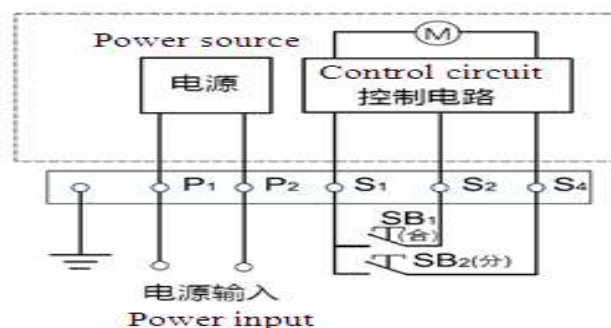 M
Power source
电源
Control circuit
控制电路
P1 P2 S1 S2 S4
SB1
(合)
SB2(分)
电源输入
Power input